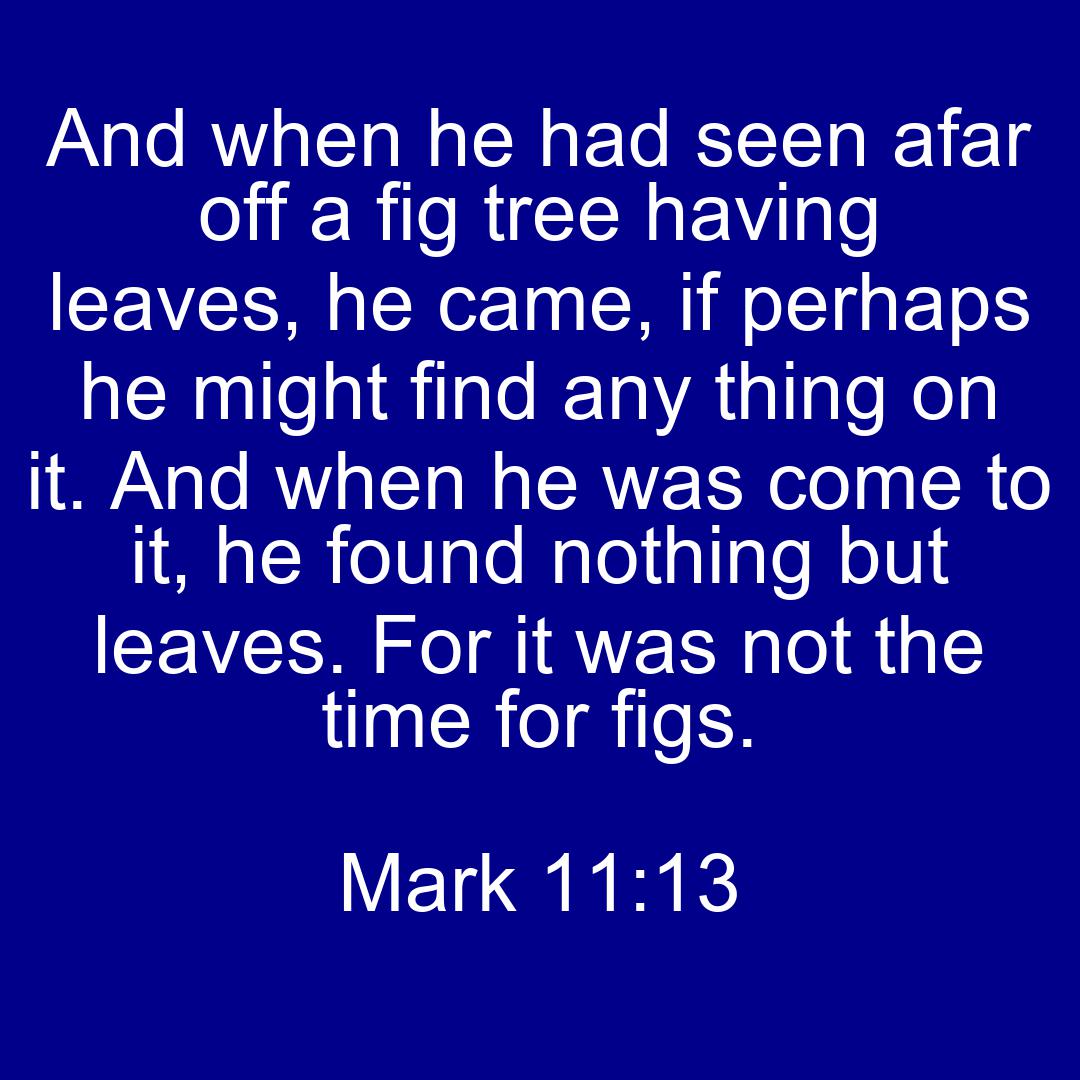 And when he had seen afar
off a fig tree having
leaves, he came, if perhaps
he might find any thing on
it. And when he was come to
it, he found nothing but
leaves. For it was not the
time for figs.
Mark 11:13